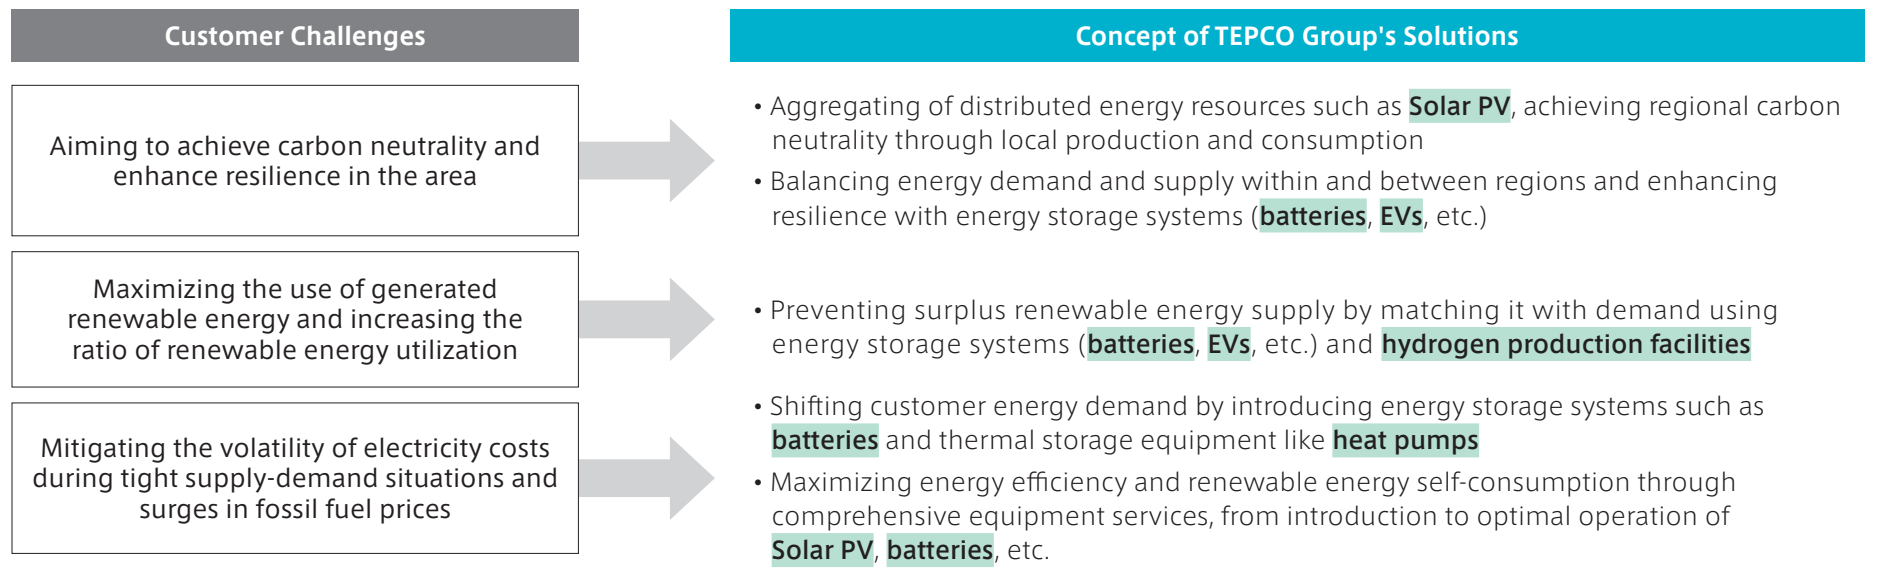 Customer Challenges
Concept of TEPCO Group's Solutions
Aiming to achieve carbon neutrality and
enhance resilience in the area
• Aggregating of distributed energy resources such as Solar PV, achieving regional carbon
neutrality through local production and consumption
• Balancing energy demand and supply within and between regions and enhancing
resilience with energy storage systems (batteries, EVs, etc.)
Maximizing the use of generated
renewable energy and increasing the
ratio of renewable energy utilization
• Preventing surplus renewable energy supply by matching it with demand using
energy storage systems (batteries, EVs, etc.) and hydrogen production facilities
Mitigating the volatility of electricity costs
during tight supply-demand situations and
surges in fossil fuel prices
• Shifting customer energy demand by introducing energy storage systems such as
batteries and thermal storage equipment like heat pumps
• Maximizing energy efficiency and renewable energy self-consumption through
comprehensive equipment services, from introduction to optimal operation of
Solar PV, batteries, etc.